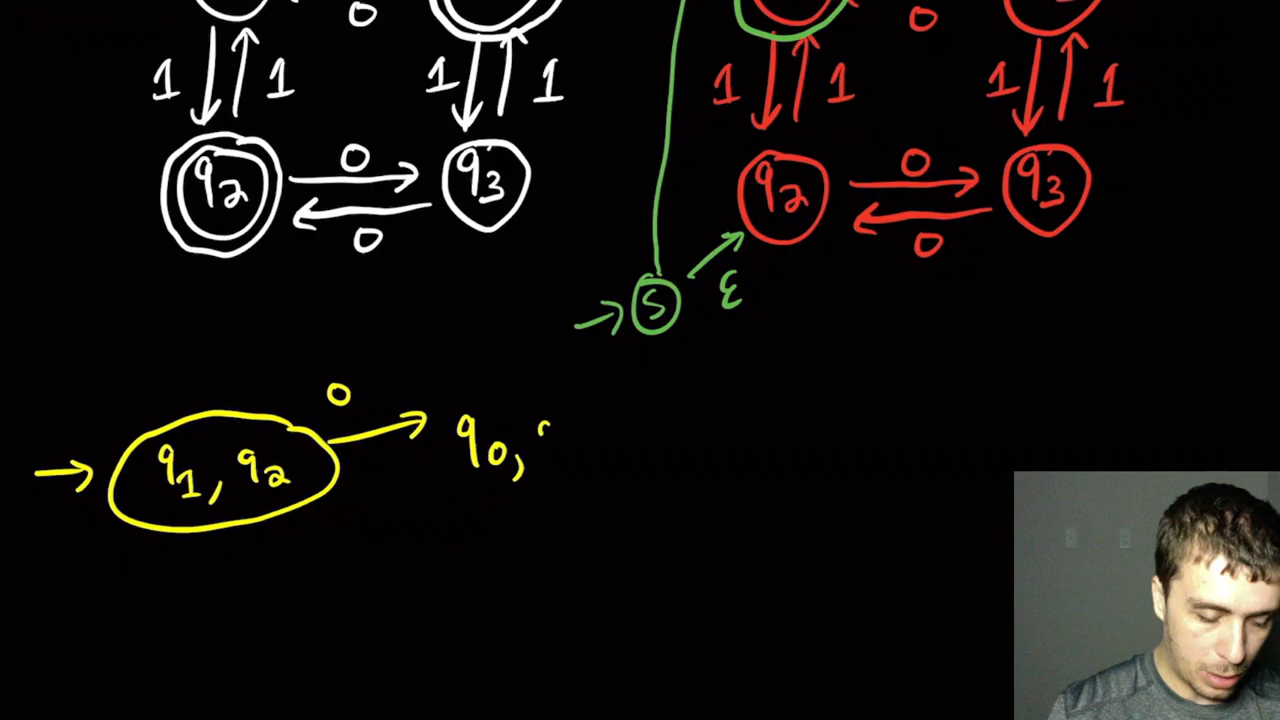 0 0
1 1 1 1 1 1 1 1
q2 0 q3 q2 0 q3
0 0
S ε
0
q1, q2 q0,